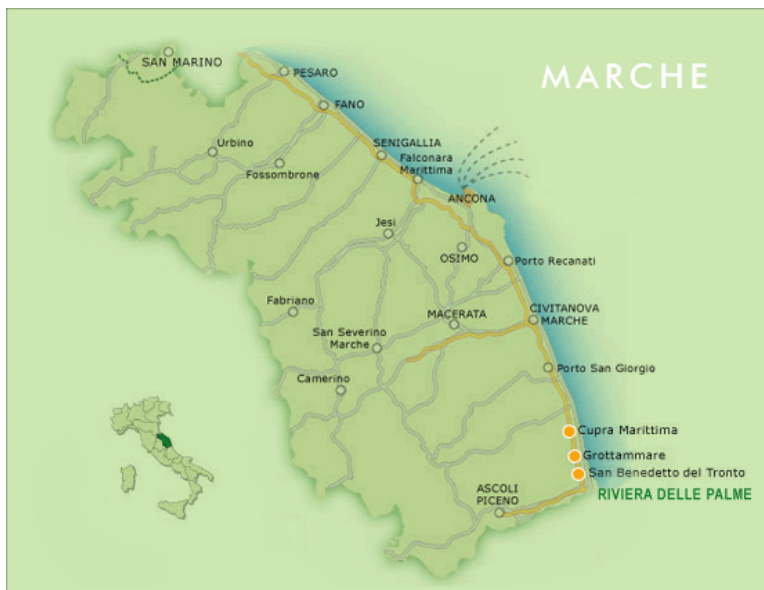 MARCHE
SAN MARINO
PESARO
FANO
Urbino
SENIGALLIA
Fossombrone
Falconara
Marittima
ANCONA
Jesi
OSIMO
Porto Recanati
Fabriano
MACERATA
CIVITANOVA
MARCHE
San Severino
Marche
Porto San Giorgio
Camerino
Cupra Marittima
Grottammare
San Benedetto del Tronto
ASCOLI
PICENO
RIVIERA DELLE PALME